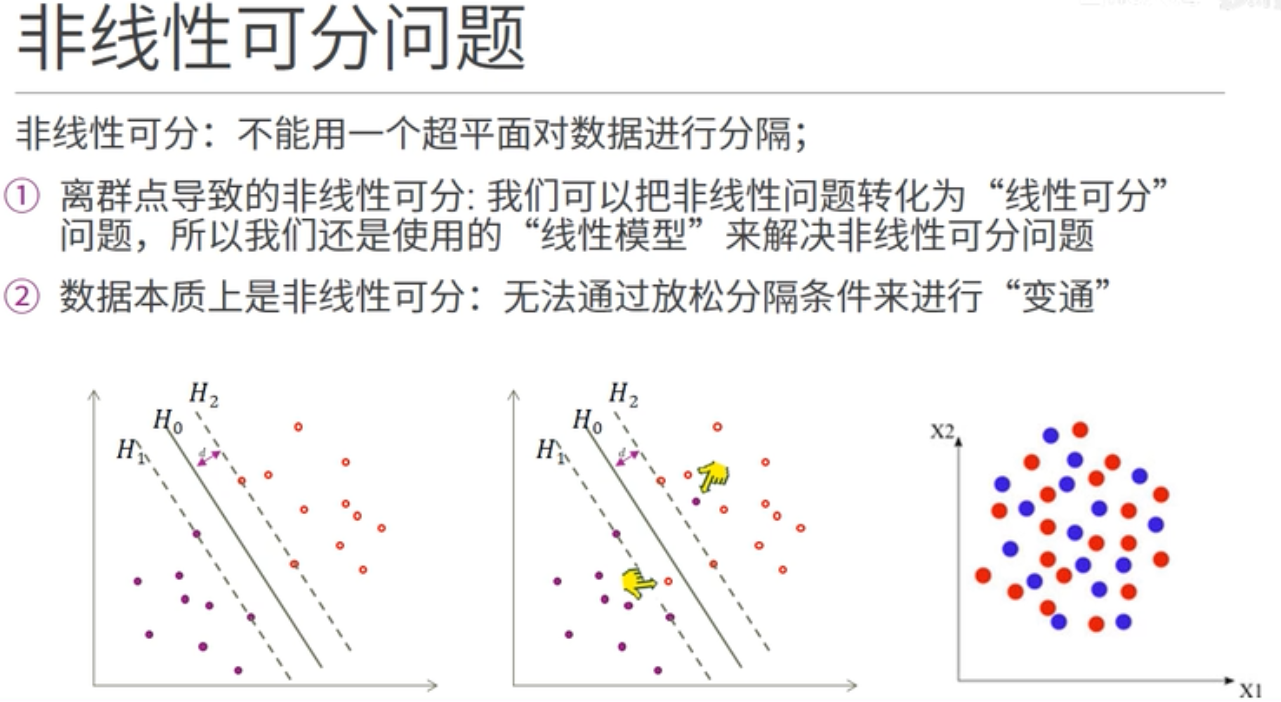 非线性可分问题
非线性可分：不能用一个超平面对数据进行分隔；
① 离群点导致的非线性可分: 我们可以把非线性问题转化为“线性可分”
问题，所以我们还是使用的“线性模型”来解决非线性可分问题
② 数据本质上是非线性可分：无法通过放松分隔条件来进行“变通”
H₂
H₀
H₁
d
H₂
H₀
H₁
d
X2
X1